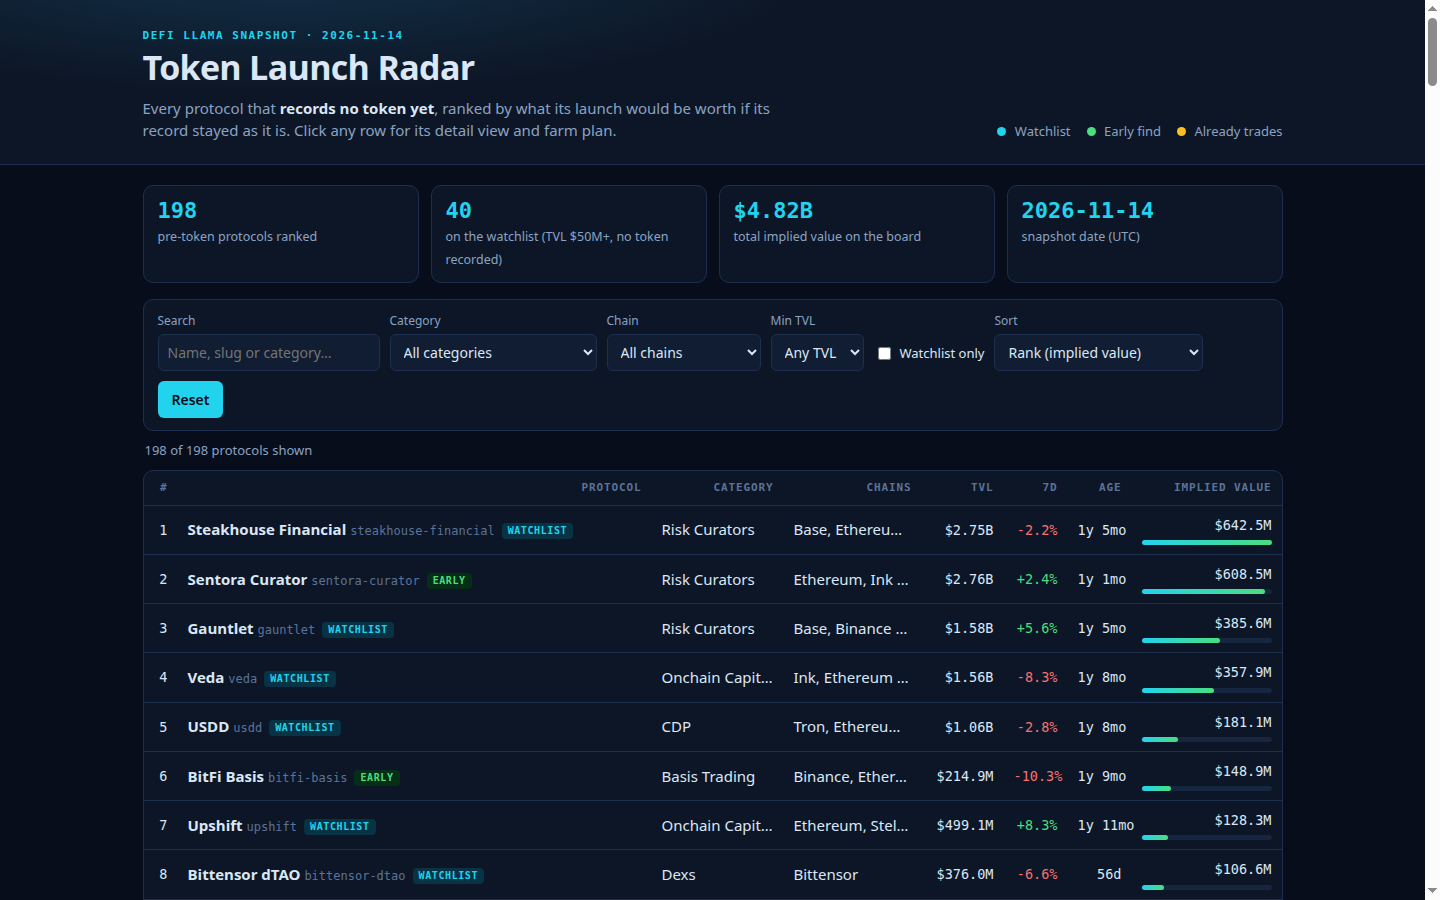 DEFI LLAMA SNAPSHOT · 2026-11-14
Token Launch Radar
Every protocol that records no token yet, ranked by what its launch would be worth if its
record stayed as it is. Click any row for its detail view and farm plan.
Watchlist Early find Already trades
198
pre-token protocols ranked
40
on the watchlist (TVL $50M+, no token
recorded)
$4.82B
total implied value on the board
2026-11-14
snapshot date (UTC)
Search Category Chain Min TVL Sort
Name, slug or category... All categories All chains Any TVL Watchlist only Rank (implied value)
Reset
198 of 198 protocols shown
# PROTOCOL CATEGORY CHAINS TVL 7D AGE IMPLIED VALUE
1 Steakhouse Financial steakhouse-financial WATCHLIST Risk Curators Base, Ethereu... $2.75B -2.2% 1y 5mo $642.5M
2 Sentora Curator sentora-curator EARLY Risk Curators Ethereum, Ink ... $2.76B +2.4% 1y 1mo $608.5M
3 Gauntlet gauntlet WATCHLIST Risk Curators Base, Binance ... $1.58B +5.6% 1y 5mo $385.6M
4 Veda veda WATCHLIST Onchain Capit... Ink, Ethereum ... $1.56B -8.3% 1y 8mo $357.9M
5 USDD usdd WATCHLIST CDP Tron, Ethereu... $1.06B -2.8% 1y 8mo $181.1M
6 BitFi Basis bitfi-basis EARLY Basis Trading Binance, Ether... $214.9M -10.3% 1y 9mo $148.9M
7 Upshift upshift WATCHLIST Onchain Capit... Ethereum, Stel... $499.1M +8.3% 1y 11mo $128.3M
8 Bittensor dTAO bittensor-dtao WATCHLIST Dexs Bittensor $376.0M -6.6% 56d $106.6M